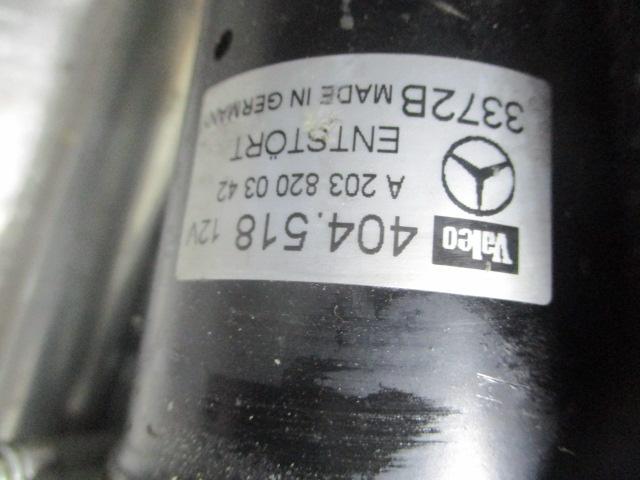 Valeo 404.518 12V
A 203 820 03 42
ENTSTÖRT
3372B MADE IN GERMANY